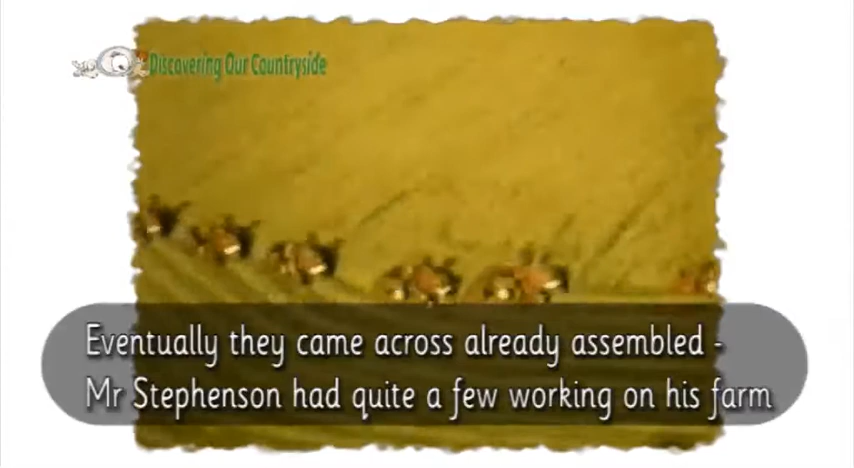 Discovering Our Countryside
Eventually they came across already assembled -
Mr Stephenson had quite a few working on his farm